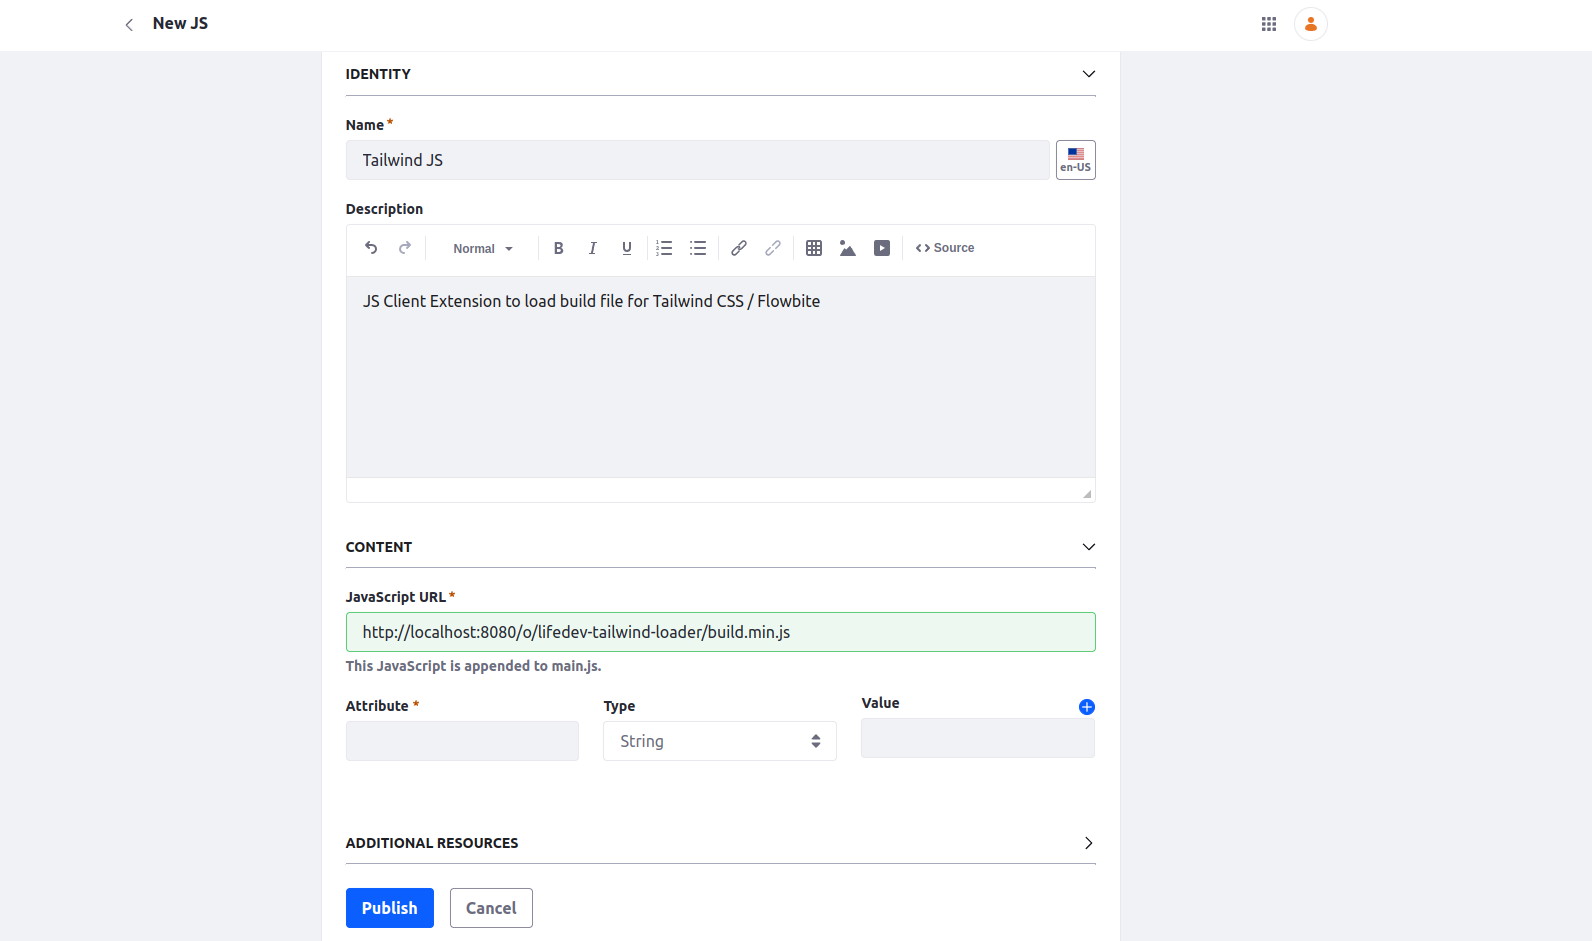 New JS
IDENTITY
Name *
Tailwind JS
en-US
Description
Normal
B I U
Source
JS Client Extension to load build file for Tailwind CSS / Flowbite
CONTENT
JavaScript URL *
http://localhost:8080/o/lifedev-tailwind-loader/build.min.js
This JavaScript is appended to main.js.
Attribute * Type Value
String
ADDITIONAL RESOURCES
Publish Cancel